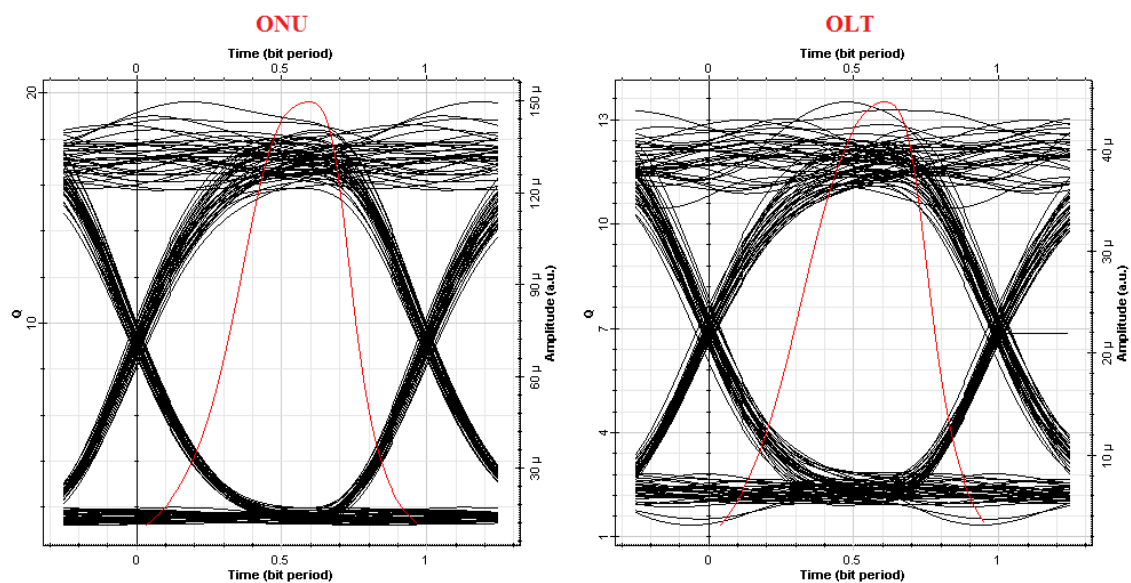 ONU
Time (bit period)
0 0.5 1
20
10
Q
150 µ
120 µ
90 µ
60 µ
30 µ
Amplitude (a.u.)
0 0.5 1
Time (bit period)
OLT
Time (bit period)
0 0.5 1
13
10
7
4
1
Q
40 µ
30 µ
20 µ
10 µ
Amplitude (a.u.)
0 0.5 1
Time (bit period)